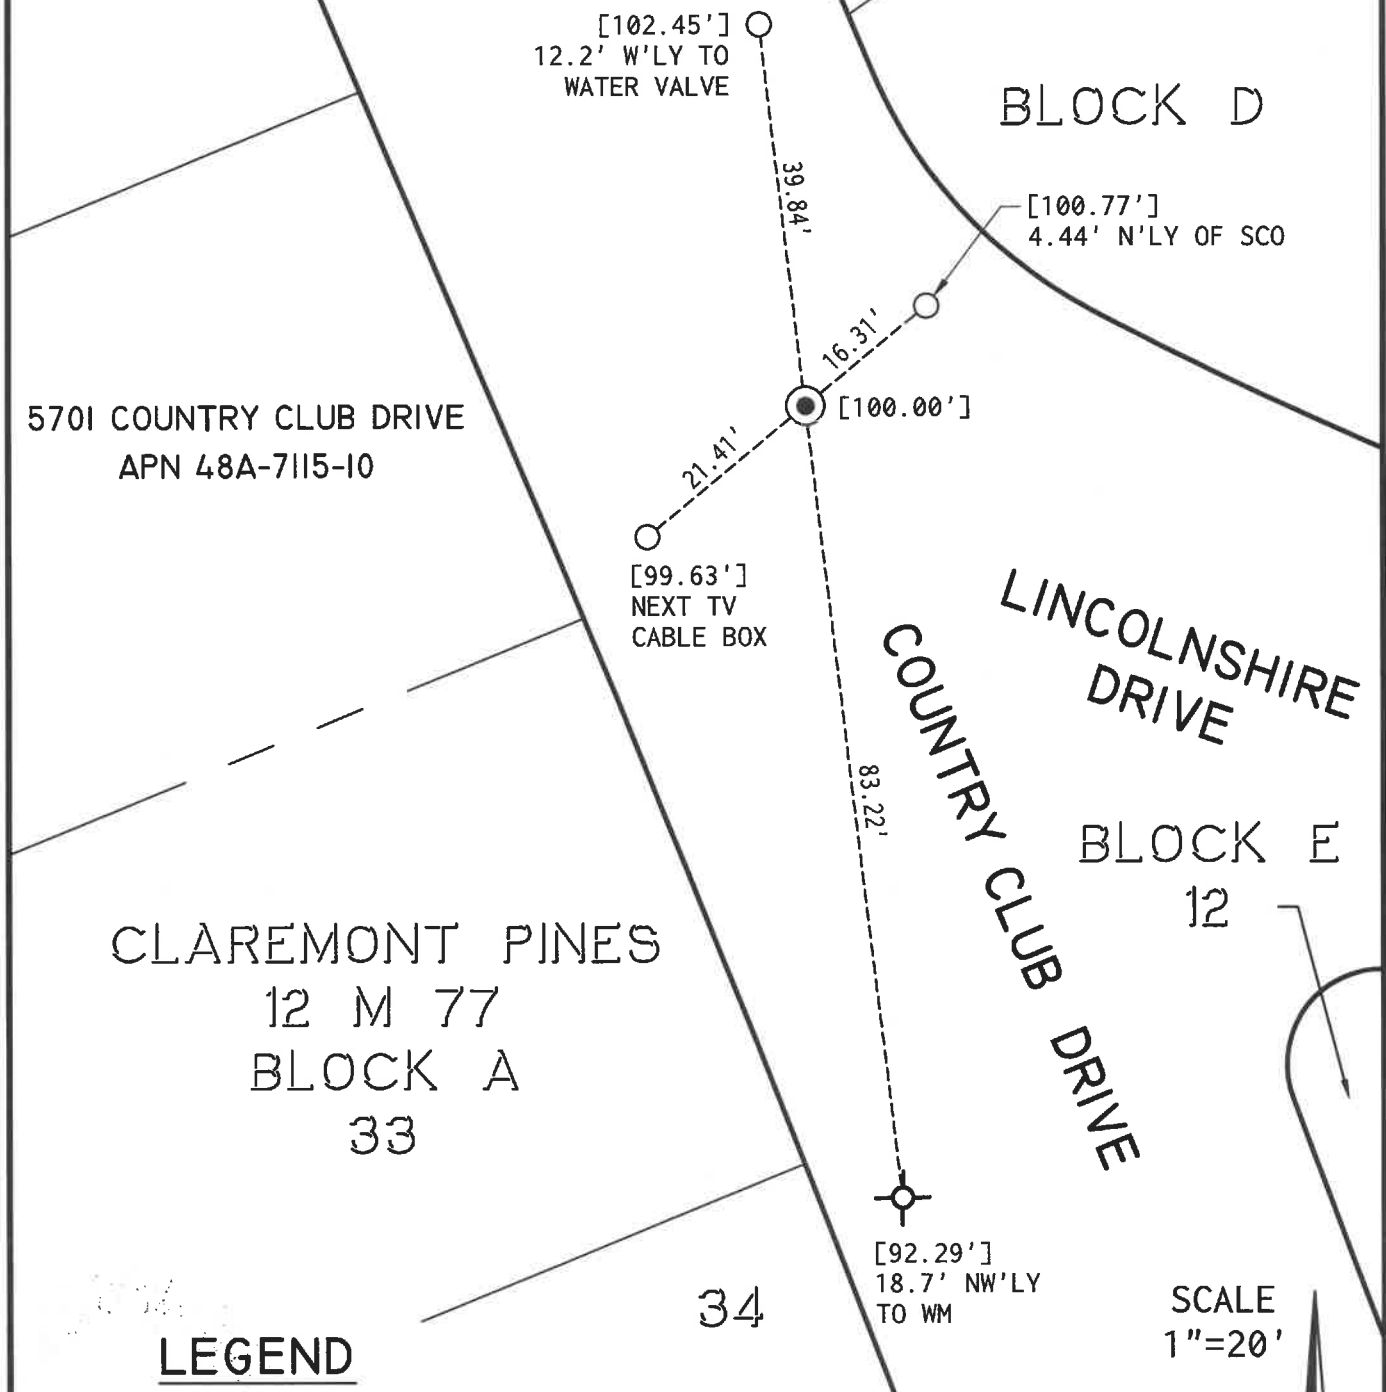 [102.45']
12.2' W'LY TO
WATER VALVE
BLOCK D
39.84'
[100.77']
4.44' N'LY OF SCO
16.31'
[100.00']
5701 COUNTRY CLUB DRIVE
APN 48A-7115-10
21.41'
[99.63']
NEXT TV
CABLE BOX
LINCOLNSHIRE
DRIVE
COUNTRY CLUB DRIVE
83.22'
BLOCK E
12
CLAREMONT PINES
12 M 77
BLOCK A
33
[92.29']
18.7' NW'LY
TO WM
34
SCALE
1"=20'
LEGEND